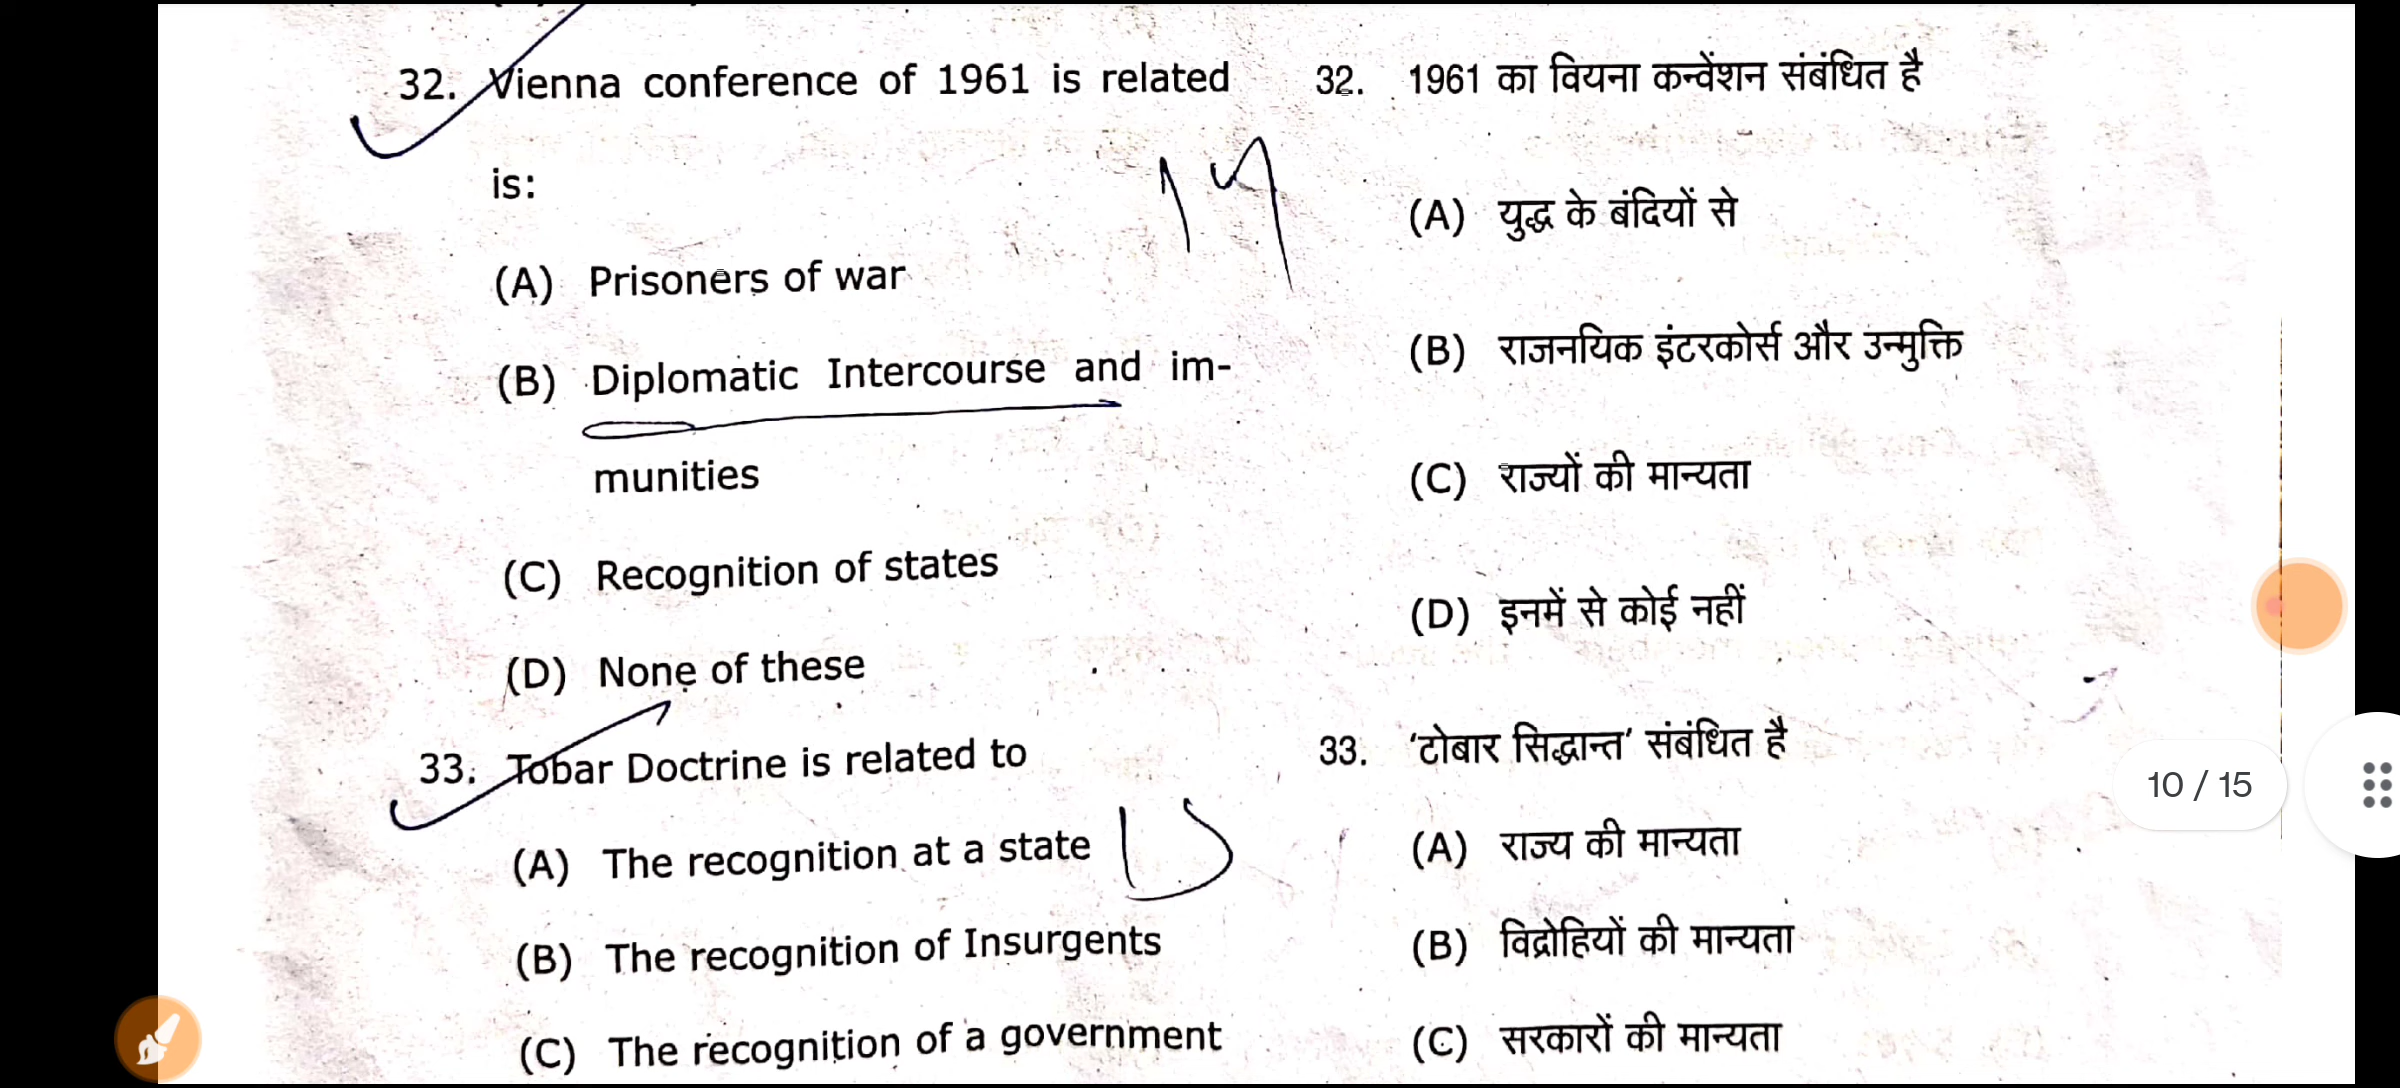 32. Vienna conference of 1961 is related
is:
(A) Prisoners of war
(B) Diplomatic Intercourse and im-
munities
(C) Recognition of states
(D) None of these
33. Tobar Doctrine is related to
(A) The recognition at a state
(B) The recognition of Insurgents
(C) The recognition of a government
32. 1961 का वियना कन्वेंशन संबंधित है
(A) युद्ध के बंदियों से
(B) राजनयिक इंटरकोर्स और उन्मुक्ति
(C) राज्यों की मान्यता
(D) इनमें से कोई नहीं
33. ‘टोबार सिद्धान्त’ संबंधित है
(A) राज्य की मान्यता
(B) विद्रोहियों की मान्यता
(C) सरकारों की मान्यता
10 / 15